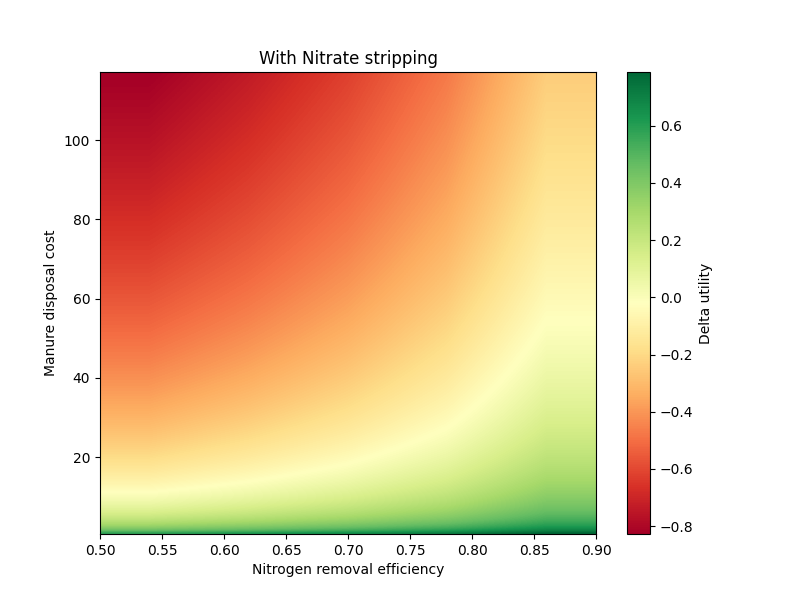 With Nitrate stripping
Manure disposal cost
100
80
60
40
20
0.50 0.55 0.60 0.65 0.70 0.75 0.80 0.85 0.90
Nitrogen removal efficiency
0.6
0.4
0.2
0.0
−0.2
−0.4
−0.6
−0.8
Delta utility